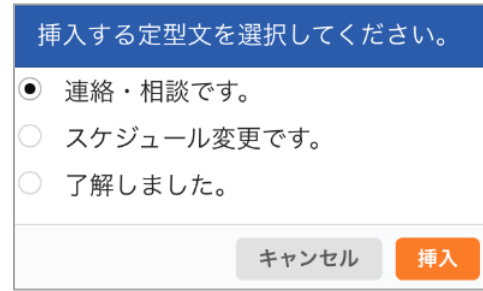 挿入する定型文を選択してください。
連絡・相談です。
スケジュール変更です。
了解しました。
キャンセル 挿入